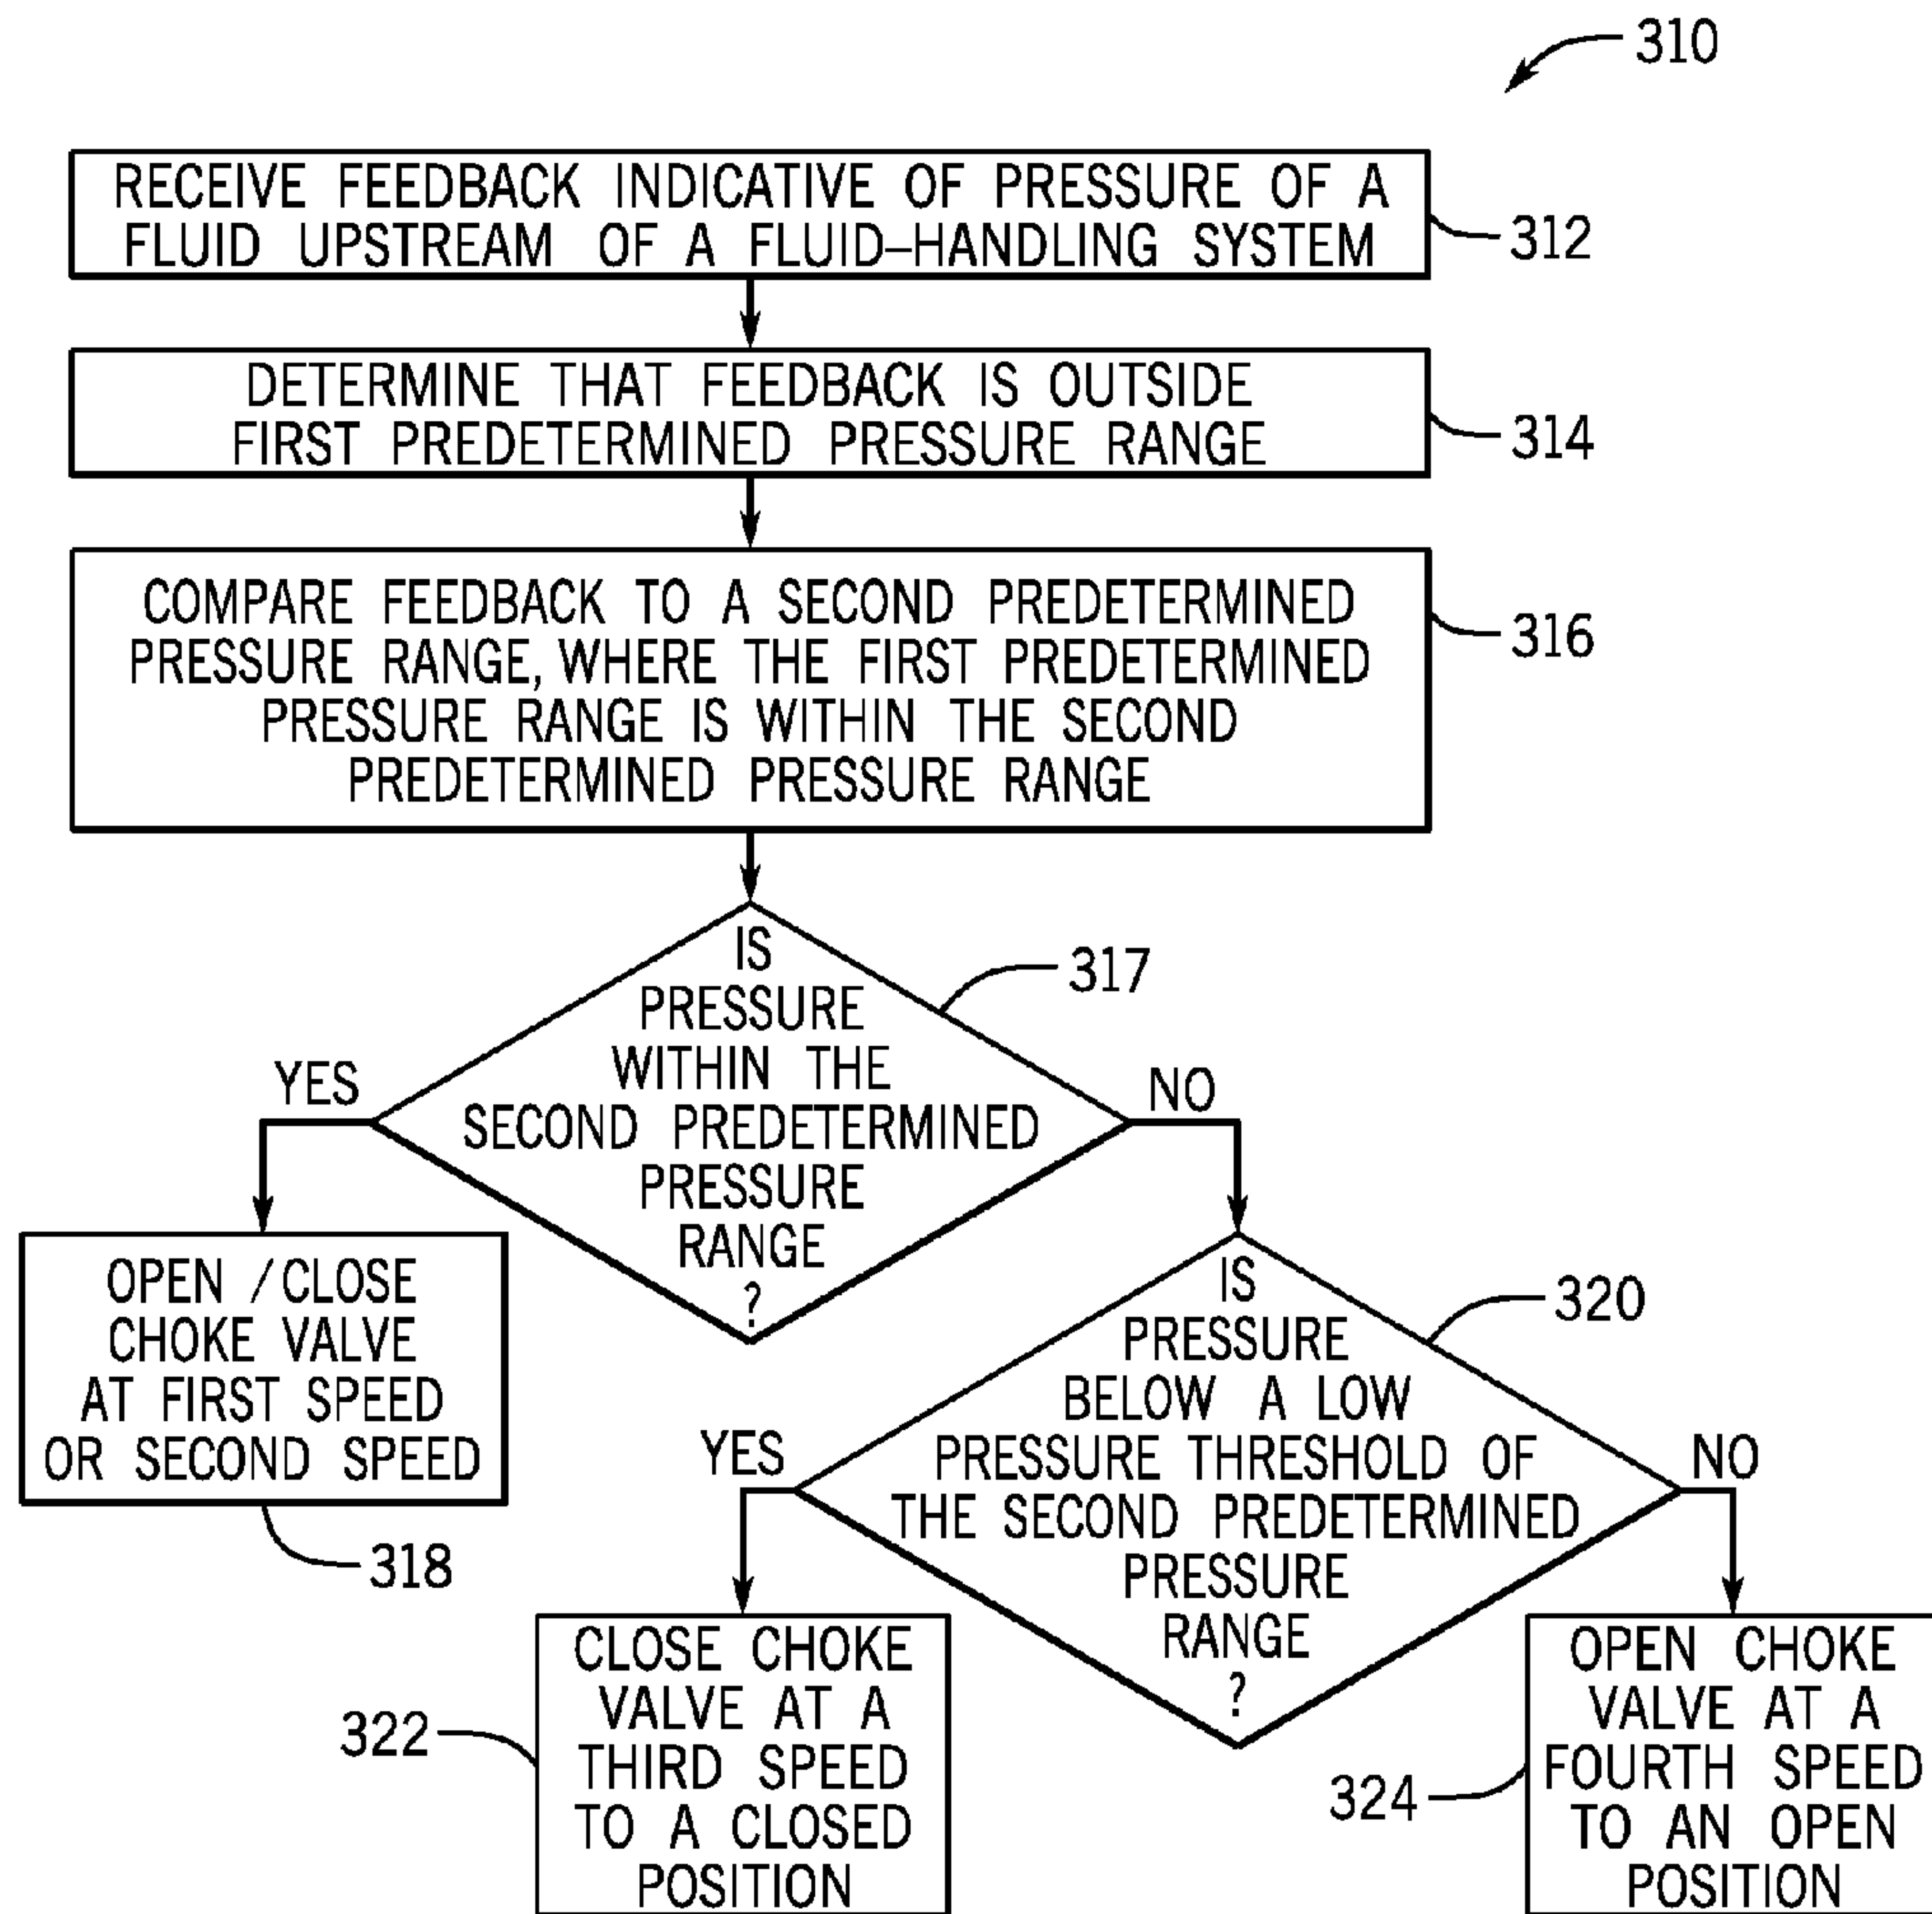 310
RECEIVE FEEDBACK INDICATIVE OF PRESSURE OF A
FLUID UPSTREAM OF A FLUID-HANDLING SYSTEM
312
DETERMINE THAT FEEDBACK IS OUTSIDE
FIRST PREDETERMINED PRESSURE RANGE
314
COMPARE FEEDBACK TO A SECOND PREDETERMINED
PRESSURE RANGE, WHERE THE FIRST PREDETERMINED
PRESSURE RANGE IS WITHIN THE SECOND
PREDETERMINED PRESSURE RANGE
316
IS
PRESSURE
WITHIN THE
SECOND PREDETERMINED
PRESSURE
RANGE
?
317
YES
NO
OPEN / CLOSE
CHOKE VALVE
AT FIRST SPEED
OR SECOND SPEED
318
IS
PRESSURE
BELOW A LOW
PRESSURE THRESHOLD OF
THE SECOND PREDETERMINED
PRESSURE
RANGE
?
320
YES
NO
CLOSE CHOKE
VALVE AT A
THIRD SPEED
TO A CLOSED
POSITION
322
OPEN CHOKE
VALVE AT A
FOURTH SPEED
TO AN OPEN
POSITION
324